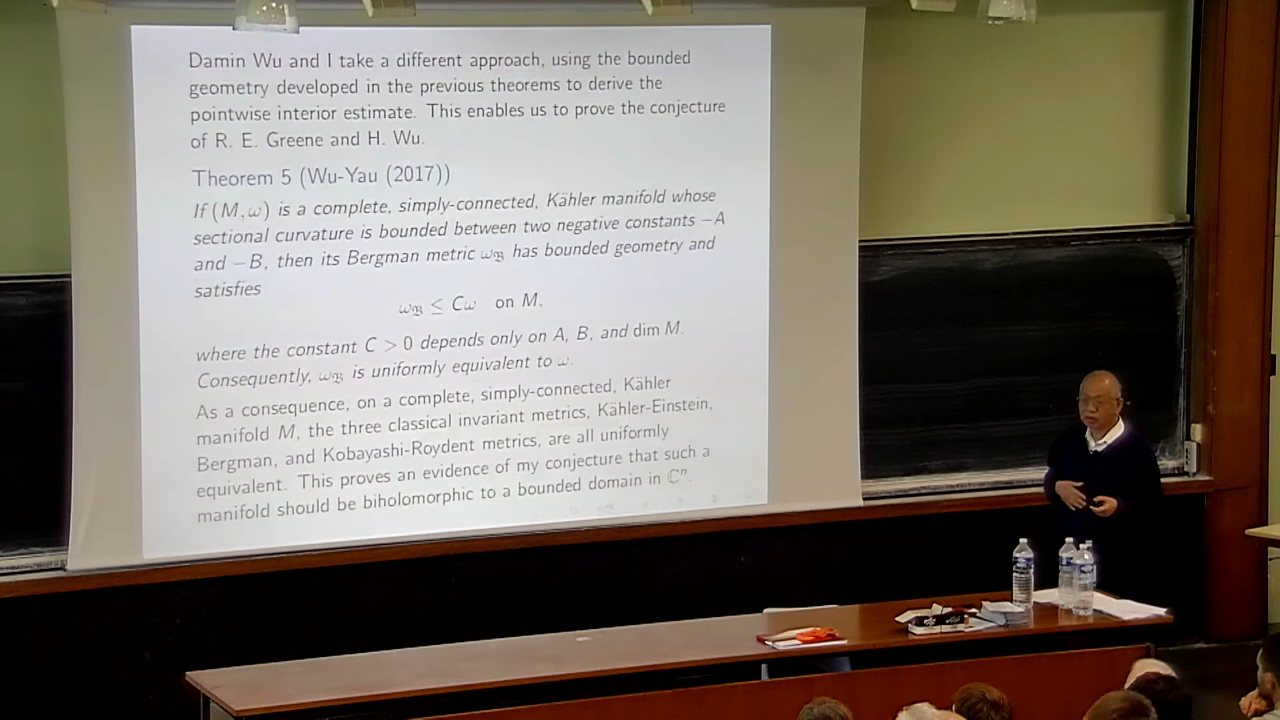 Damin Wu and I take a different approach, using the bounded
geometry developed in the previous theorems to derive the
pointwise interior estimate. This enables us to prove the conjecture
of R. E. Greene and H. Wu.
Theorem 5 (Wu-Yau (2017))
If (M, ω) is a complete, simply-connected, Kähler manifold whose
sectional curvature is bounded between two negative constants −A
and −B, then its Bergman metric ω𝔅 has bounded geometry and
satisfies
ω𝔅 ≤ Cω on M,
where the constant C > 0 depends only on A, B, and dim M.
Consequently, ω𝔅 is uniformly equivalent to ω.
As a consequence, on a complete, simply-connected, Kähler
manifold M, the three classical invariant metrics, Kähler-Einstein,
Bergman, and Kobayashi-Roydent metrics, are all uniformly
equivalent. This proves an evidence of my conjecture that such a
manifold should be biholomorphic to a bounded domain in ℂⁿ.